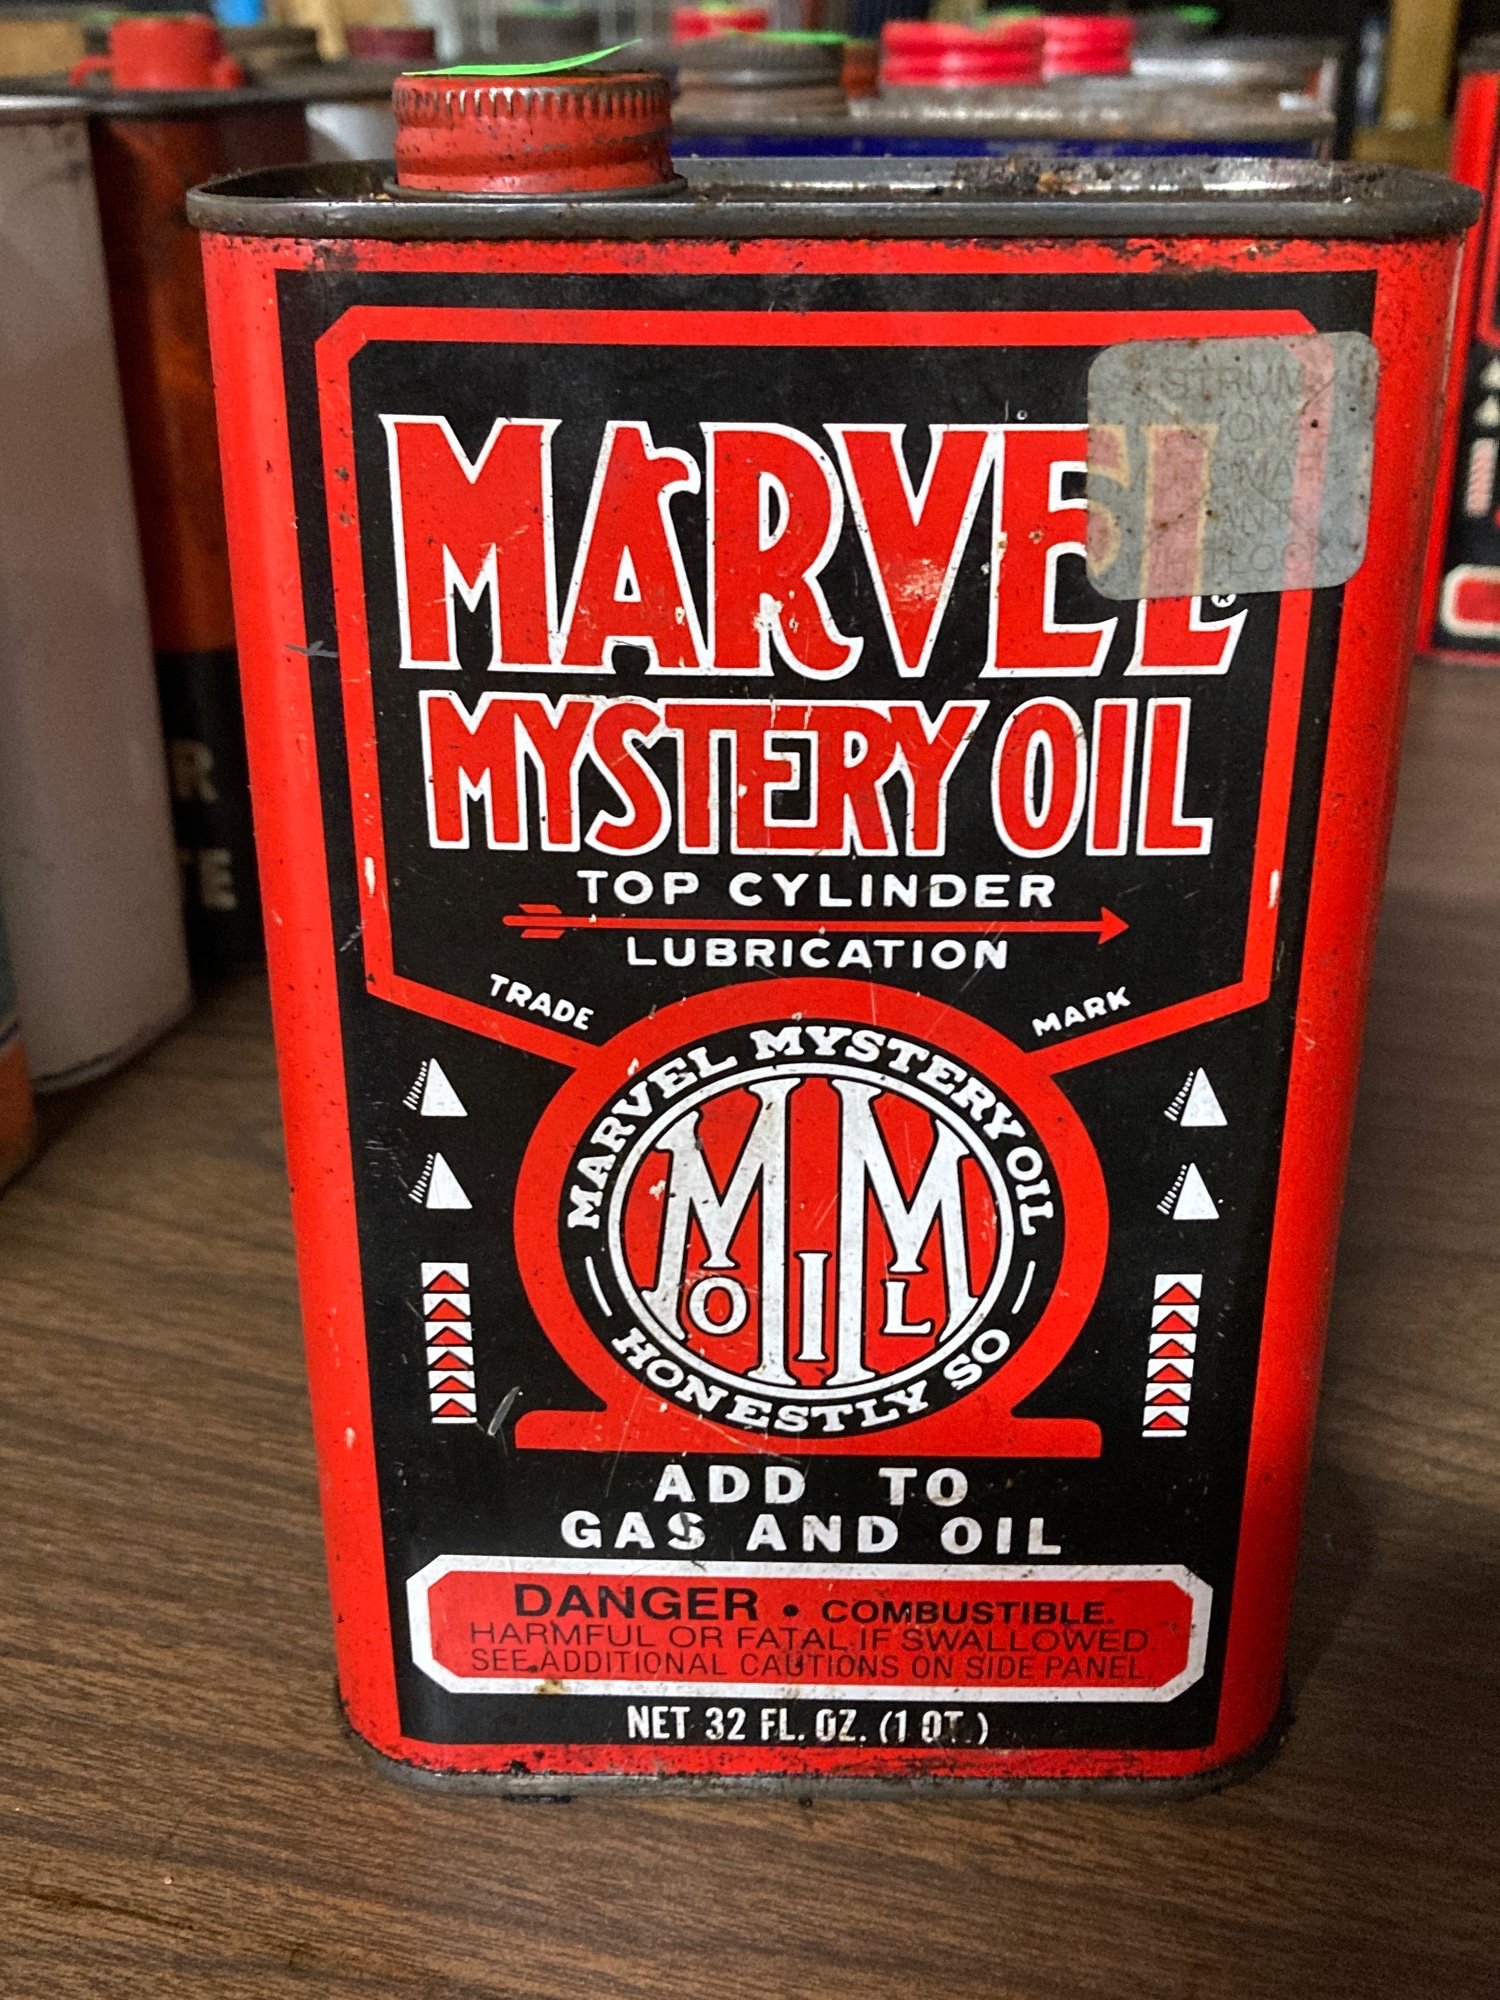 MARVEL®
MYSTERY OIL
TOP CYLINDER
LUBRICATION
TRADE MARK
MARVEL MYSTERY OIL
MM
OIL
HONESTLY SO
ADD TO
GAS AND OIL
DANGER • COMBUSTIBLE.
HARMFUL OR FATAL IF SWALLOWED.
SEE ADDITIONAL CAUTIONS ON SIDE PANEL.
NET 32 FL. OZ. (1 QT.)